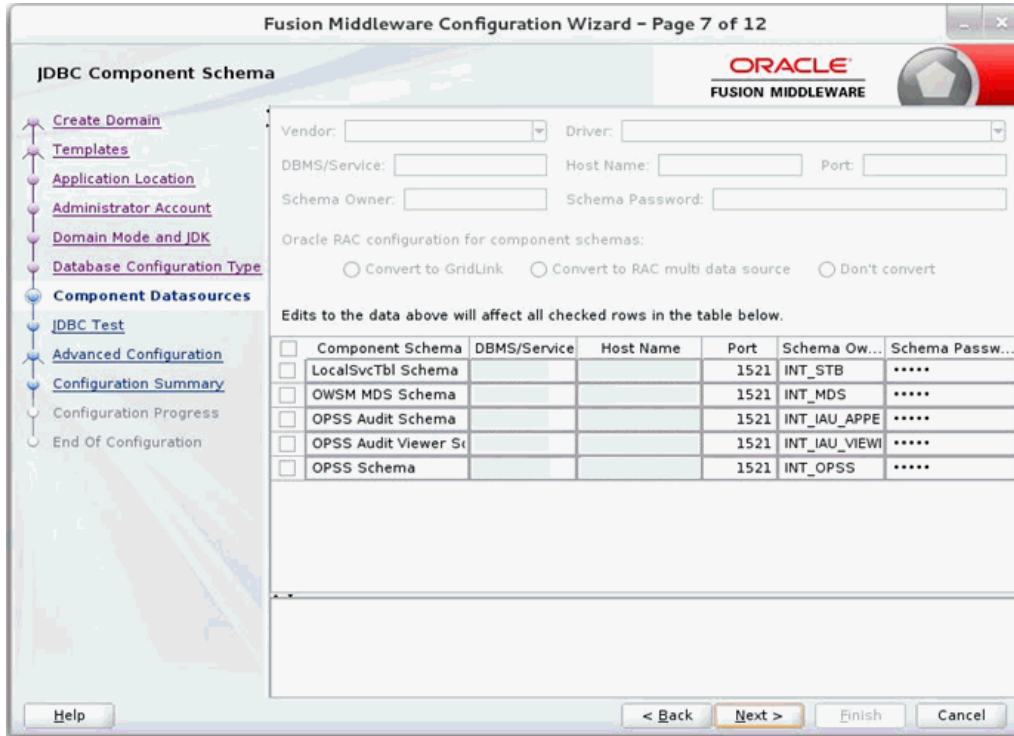 Fusion Middleware Configuration Wizard - Page 7 of 12
JDBC Component Schema
ORACLE
FUSION MIDDLEWARE
Create Domain
Templates
Application Location
Administrator Account
Domain Mode and JDK
Database Configuration Type
Component Datasources
JDBC Test
Advanced Configuration
Configuration Summary
Configuration Progress
End Of Configuration
Vendor: Driver:
DBMS/Service: Host Name: Port:
Schema Owner: Schema Password:
Oracle RAC configuration for component schemas:
Convert to GridLink Convert to RAC multi data source Don't convert
Edits to the data above will affect all checked rows in the table below.
Component Schema DBMS/Service Host Name Port Schema Ow... Schema Passw...
LocalSvcTbl Schema 1521 INT_STB •••••
OWSM MDS Schema 1521 INT_MDS •••••
OPSS Audit Schema 1521 INT_IAU_APPE •••••
OPSS Audit Viewer Sc 1521 INT_IAU_VIEWI •••••
OPSS Schema 1521 INT_OPSS •••••
Help < Back Next > Finish Cancel